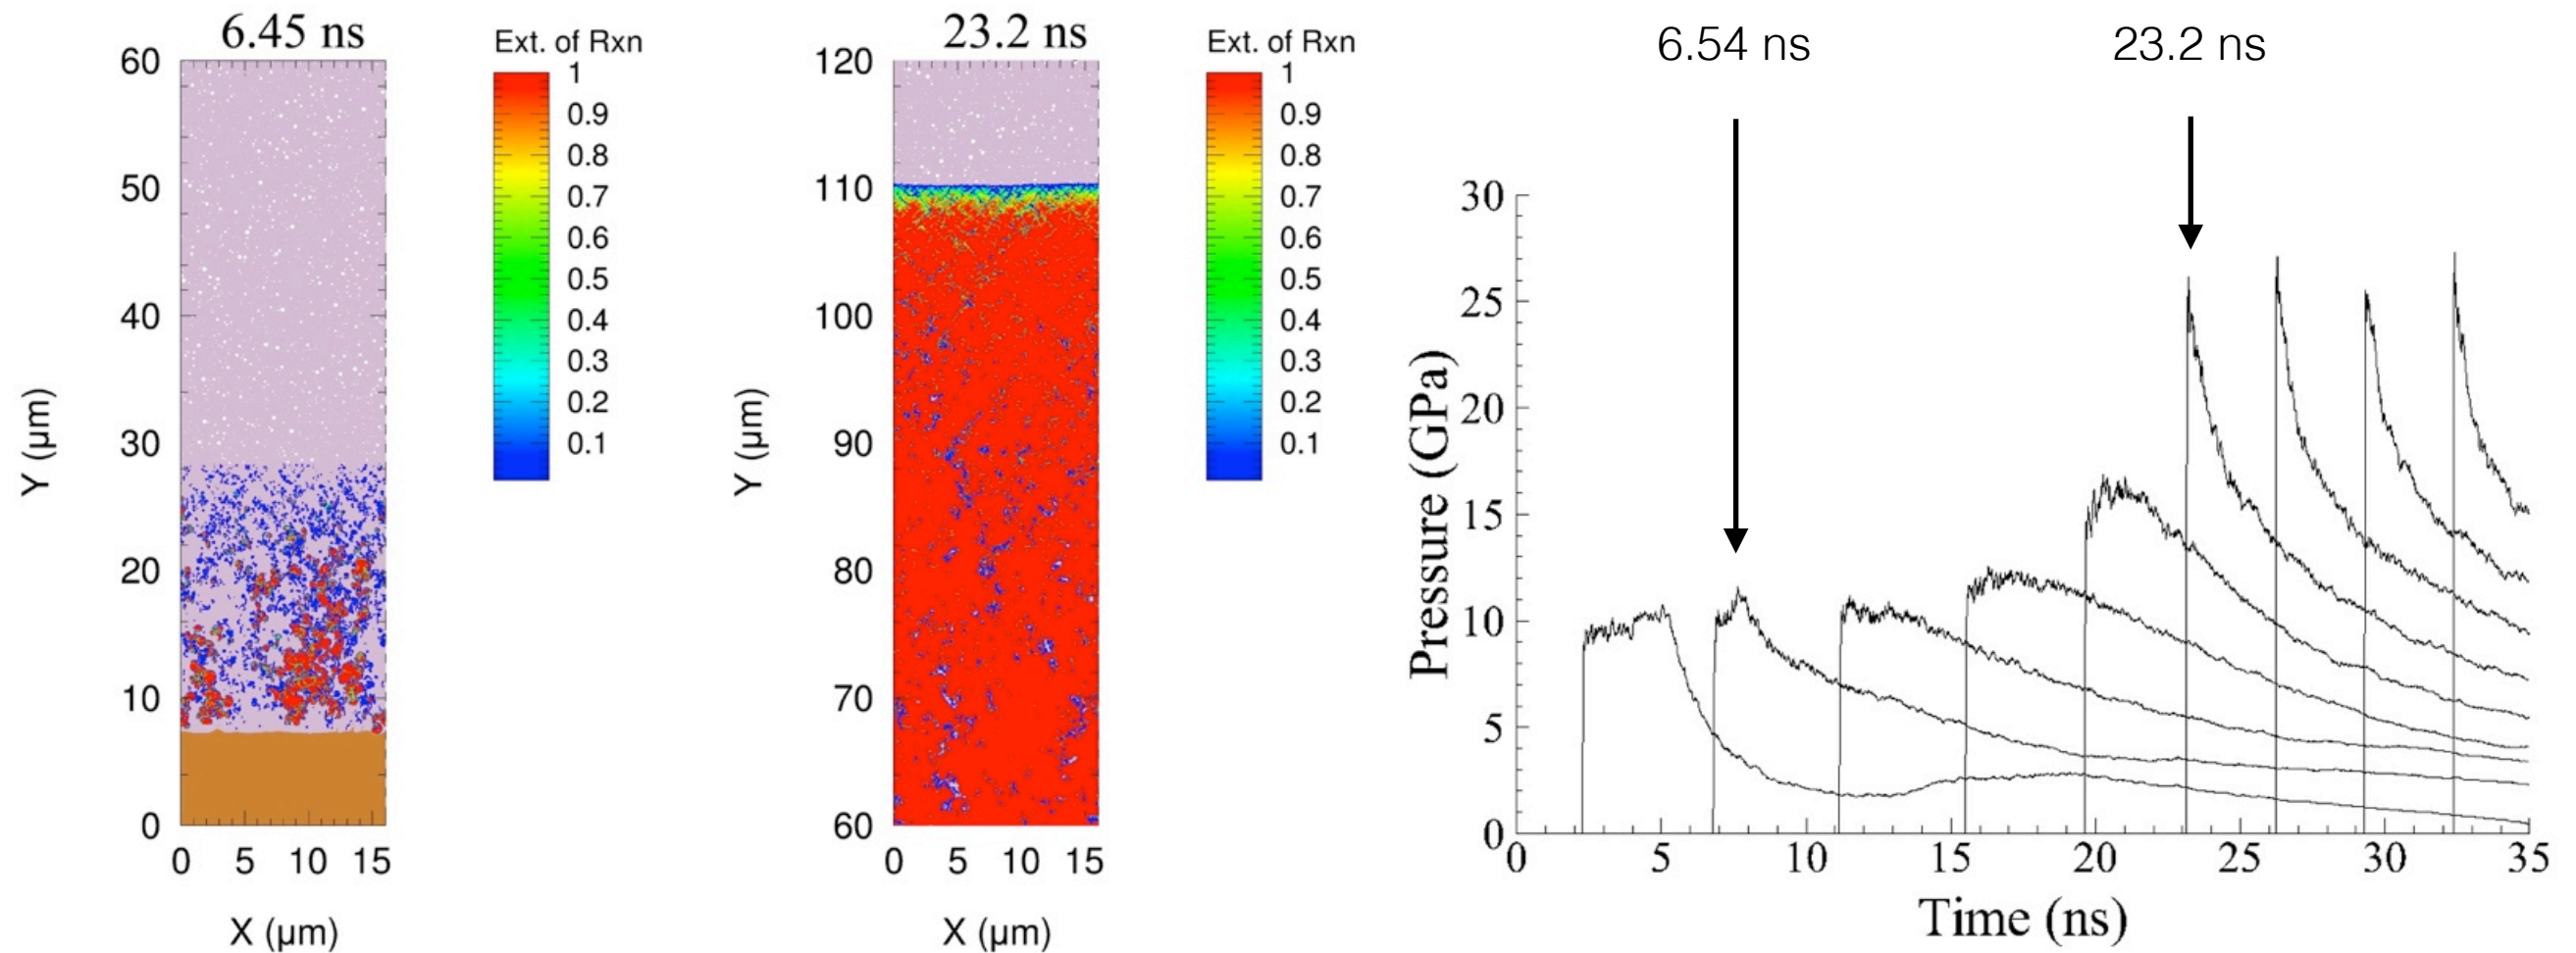 6.45 ns
Ext. of Rxn
60
50
40
30
20
10
0
Y (µm)
0 5 10 15
X (µm)
1
0.9
0.8
0.7
0.6
0.5
0.4
0.3
0.2
0.1
23.2 ns
Ext. of Rxn
120
110
100
90
80
70
60
Y (µm)
0 5 10 15
X (µm)
1
0.9
0.8
0.7
0.6
0.5
0.4
0.3
0.2
0.1
6.54 ns
23.2 ns
30
25
20
15
10
5
0
Pressure (GPa)
0 5 10 15 20 25 30 35
Time (ns)